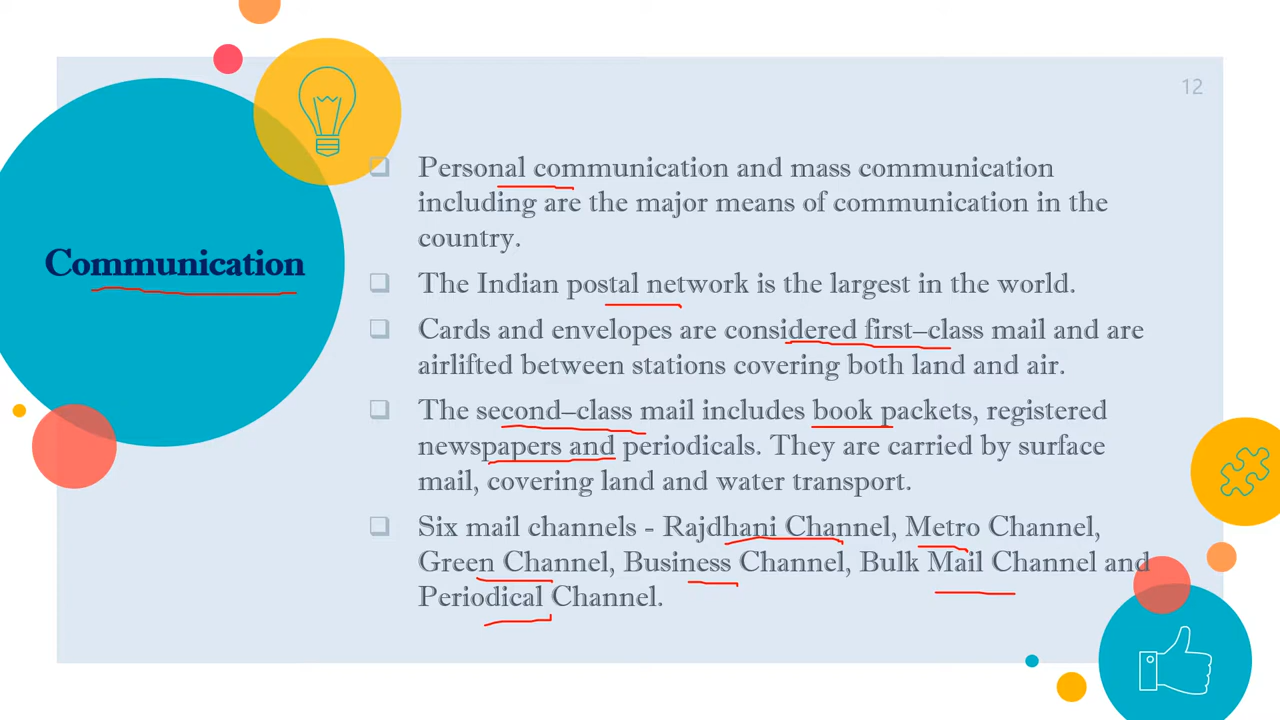 12
Communication
Personal communication and mass communication
including are the major means of communication in the
country.
The Indian postal network is the largest in the world.
Cards and envelopes are considered first–class mail and are
airlifted between stations covering both land and air.
The second–class mail includes book packets, registered
newspapers and periodicals. They are carried by surface
mail, covering land and water transport.
Six mail channels - Rajdhani Channel, Metro Channel,
Green Channel, Business Channel, Bulk Mail Channel and
Periodical Channel.